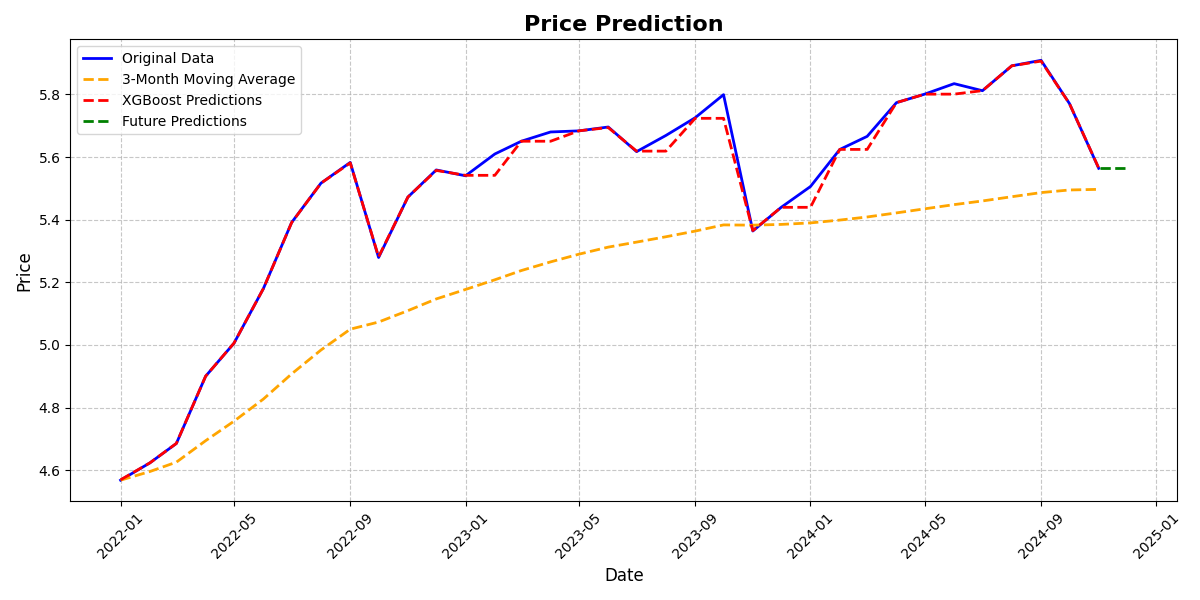 Price Prediction
Original Data
3-Month Moving Average
XGBoost Predictions
Future Predictions
Price
5.8
5.6
5.4
5.2
5.0
4.8
4.6
2022-01
2022-05
2022-09
2023-01
2023-05
2023-09
2024-01
2024-05
2024-09
2025-01
Date